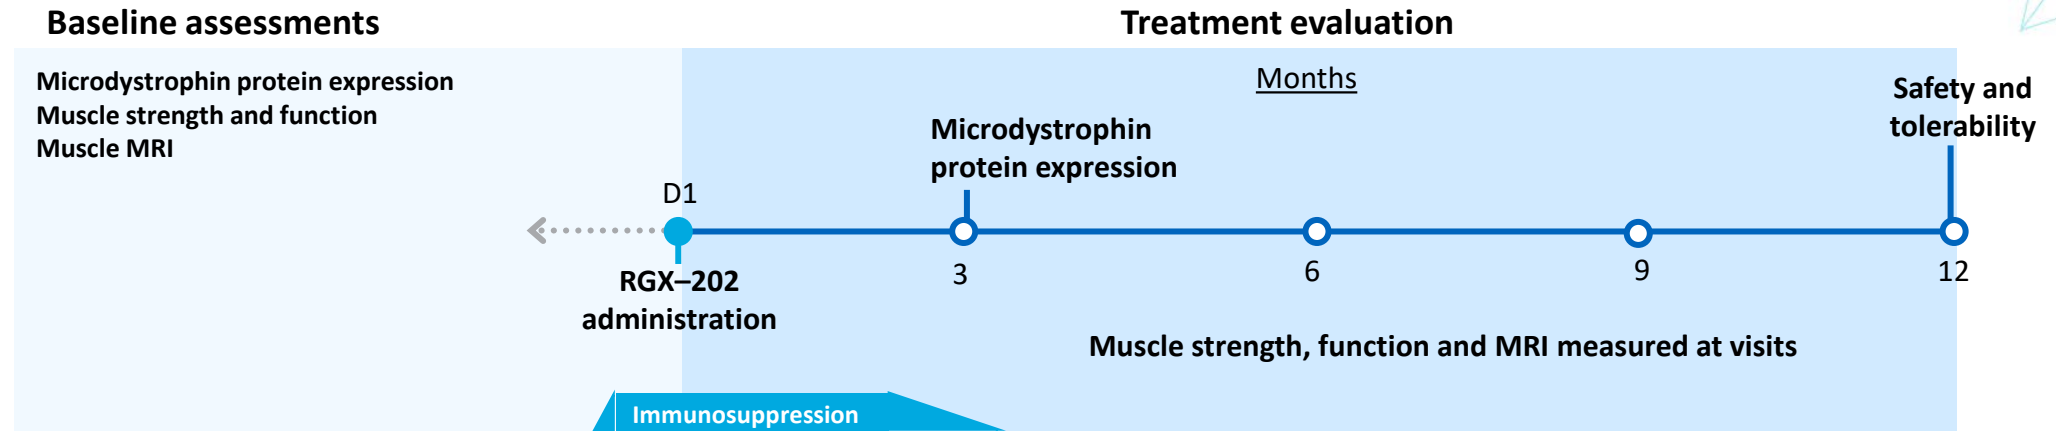 Baseline assessments
Treatment evaluation
Microdystrophin protein expression
Muscle strength and function
Muscle MRI
Months
Safety and
tolerability
Microdystrophin
protein expression
D1
RGX–202
administration
3
6
9
12
Muscle strength, function and MRI measured at visits
Immunosuppression